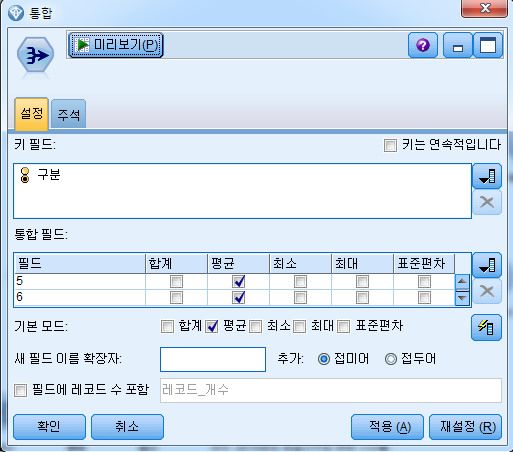 통합
미리보기(P)
설정 주석
키 필드: 키는 연속적입니다
구분
통합 필드:
필드 합계 평균 최소 최대 표준편차
5
6
기본 모드: 합계 평균 최소 최대 표준편차
새 필드 이름 확장자: 추가: 접미어 접두어
필드에 레코드 수 포함 레코드_개수
확인 취소 적용 (A) 재설정 (R)